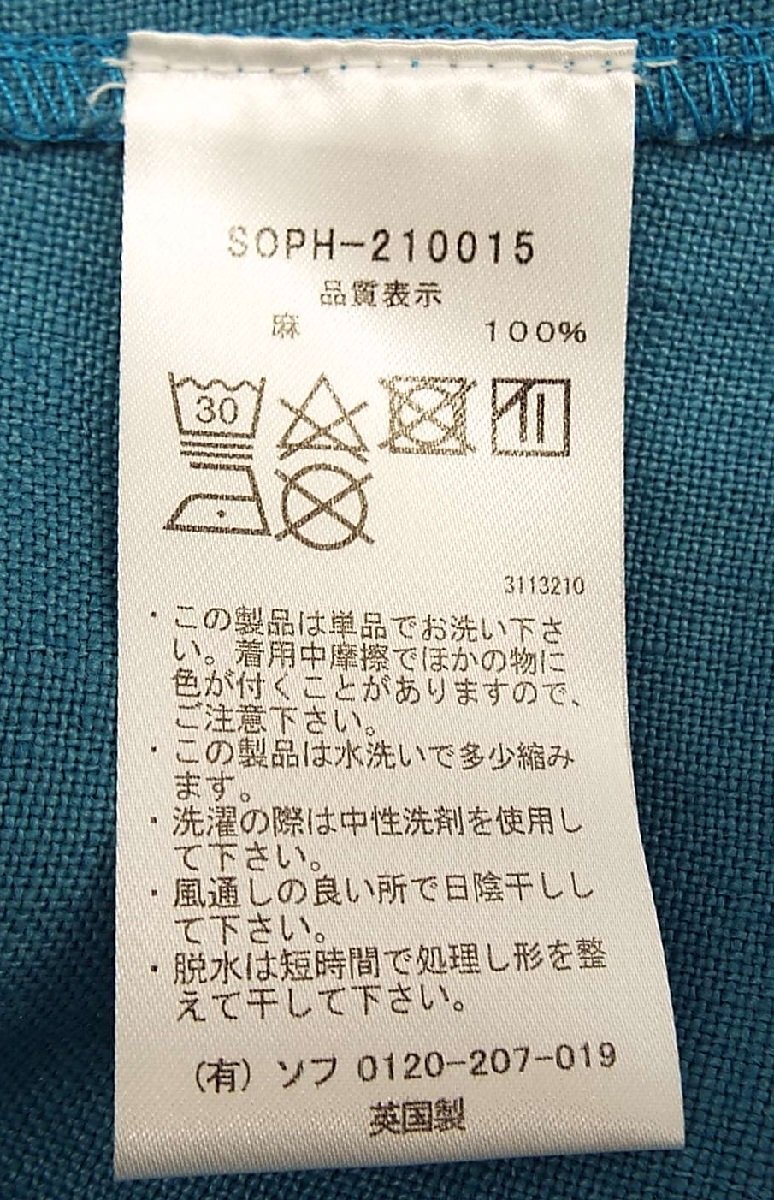 SOPH-210015
品質表示
麻 100%
30
3113210
・この製品は単品でお洗い下さ
い。着用中摩擦でほかの物に
色が付くことがありますので、
ご注意下さい。
・この製品は水洗いで多少縮み
ます。
・洗濯の際は中性洗剤を使用し
て下さい。
・風通しの良い所で日陰干しし
て下さい。
・脱水は短時間で処理し形を整
えて干して下さい。
(有) ソフ 0120-207-019
英国製